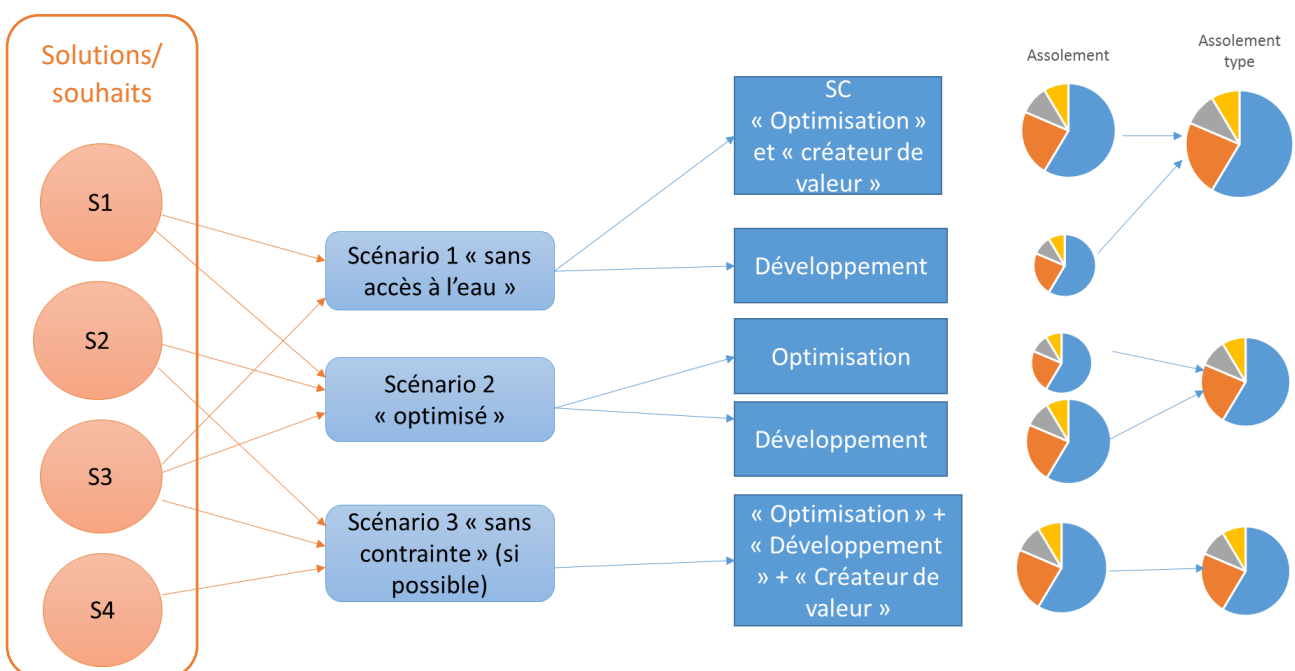 Solutions/
souhaits
S1
S2
S3
S4
Scénario 1 « sans
accès à l’eau »
Scénario 2
« optimisé »
Scénario 3 « sans
contrainte » (si
possible)
SC
« Optimisation »
et « créateur de
valeur »
Développement
Optimisation
Développement
« Optimisation » +
« Développement
» + « Créateur de
valeur »
Assolement
Assolement
type